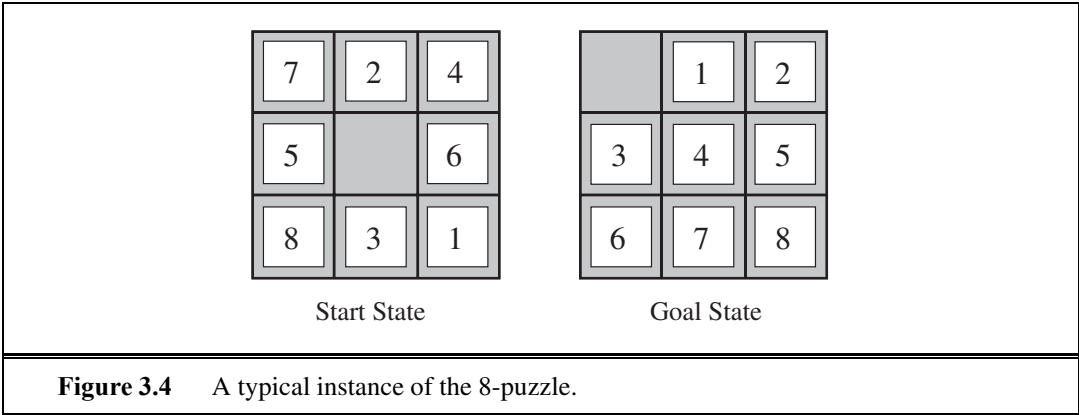 7 2 4 1 2
5 6 3 4 5
8 3 1 6 7 8
Start State Goal State
Figure 3.4 A typical instance of the 8-puzzle.